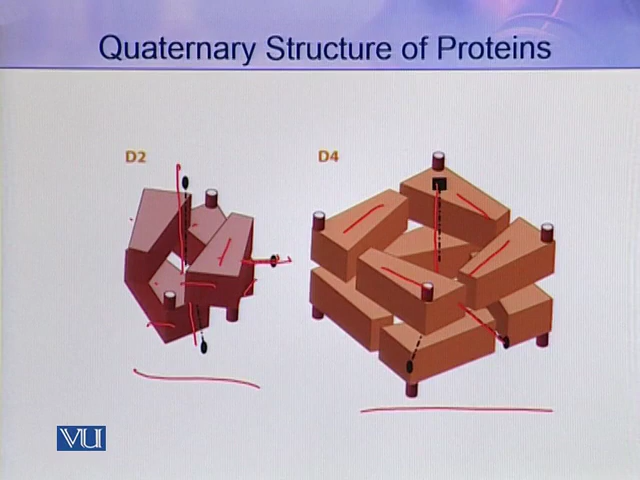 Quaternary Structure of Proteins
D2
D4
VU